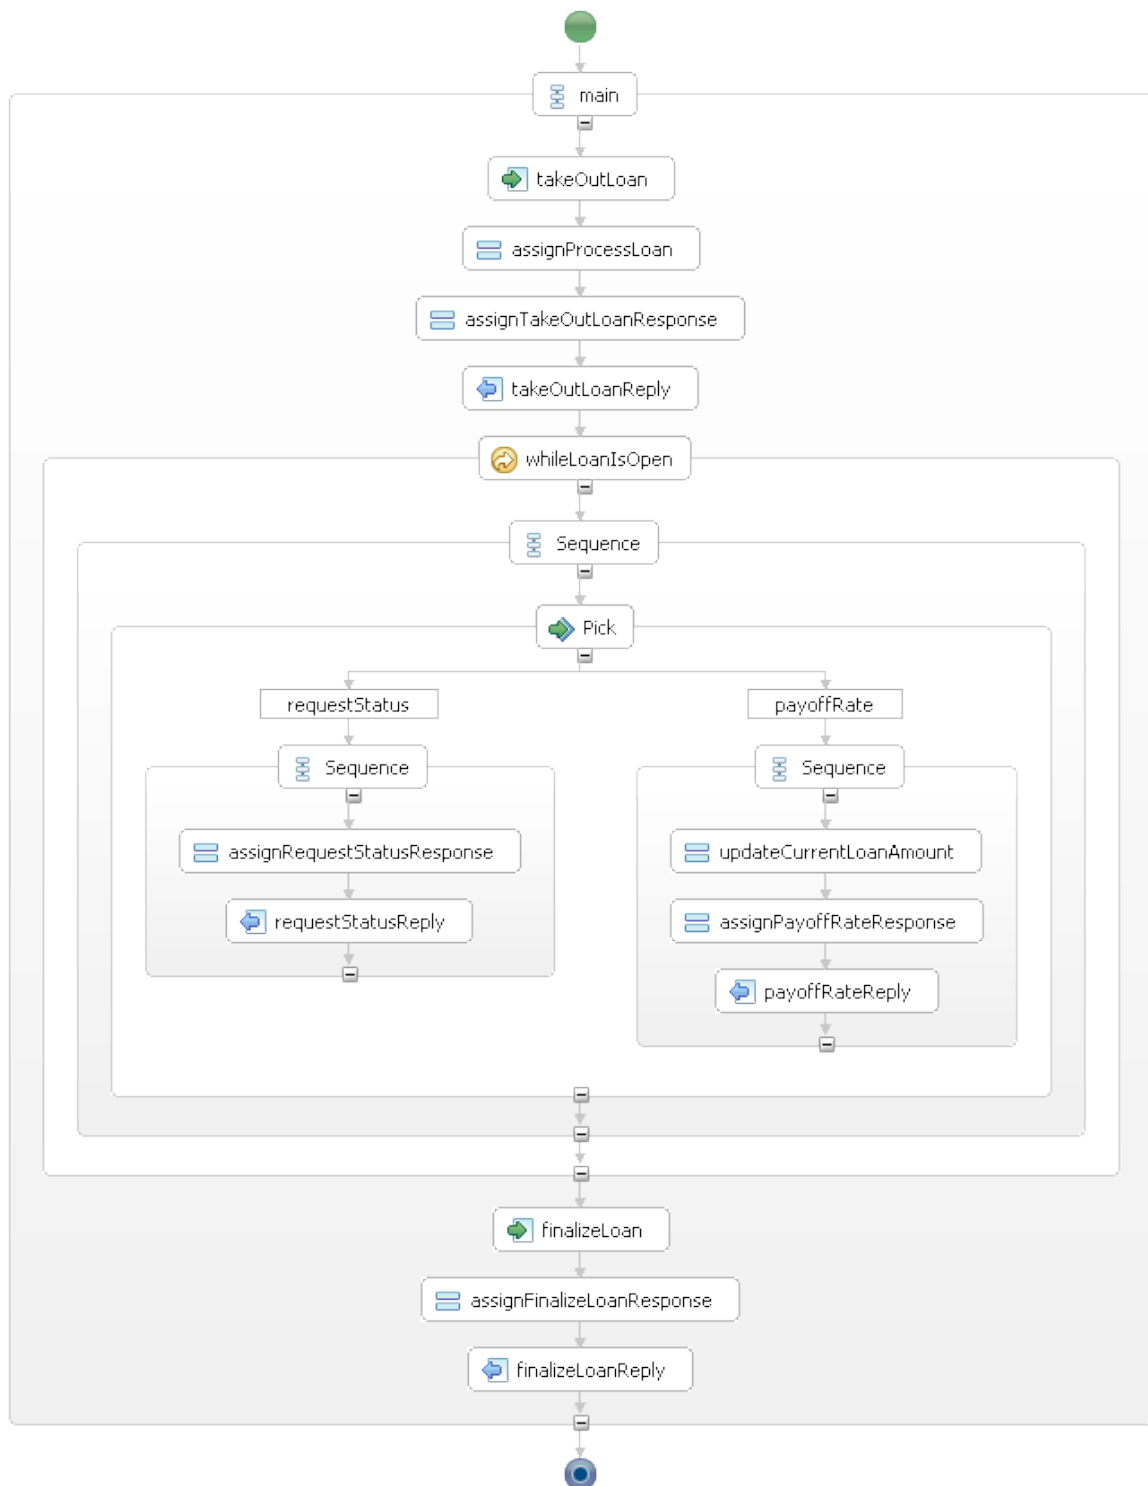 main
takeOutLoan
assignProcessLoan
assignTakeOutLoanResponse
takeOutLoanReply
whileLoanIsOpen
Sequence
Pick
requestStatus
Sequence
assignRequestStatusResponse
requestStatusReply
payoffRate
Sequence
updateCurrentLoanAmount
assignPayoffRateResponse
payoffRateReply
finalizeLoan
assignFinalizeLoanResponse
finalizeLoanReply